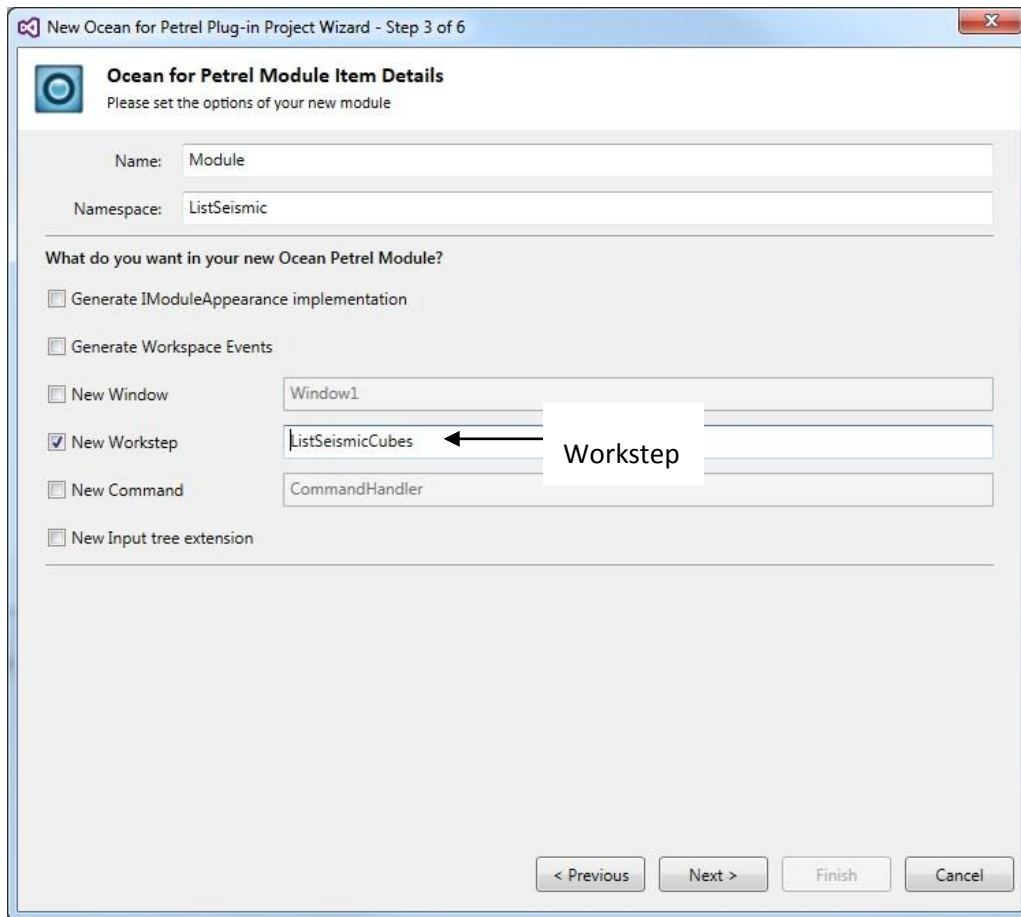 New Ocean for Petrel Plug-in Project Wizard - Step 3 of 6
Ocean for Petrel Module Item Details
Please set the options of your new module
Name: Module
Namespace: ListSeismic
What do you want in your new Ocean Petrel Module?
Generate IModuleAppearance implementation
Generate Workspace Events
New Window Window1
New Workstep ListSeismicCubes Workstep
New Command CommandHandler
New Input tree extension
< Previous Next > Finish Cancel